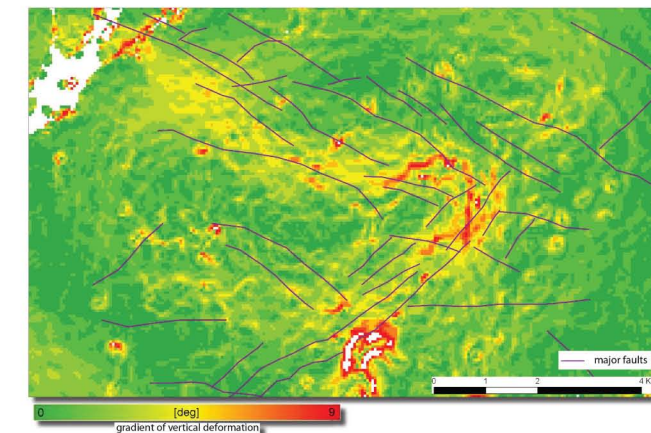 major faults
0 1 2 4 K
0 [deg] 9
gradient of vertical deformation